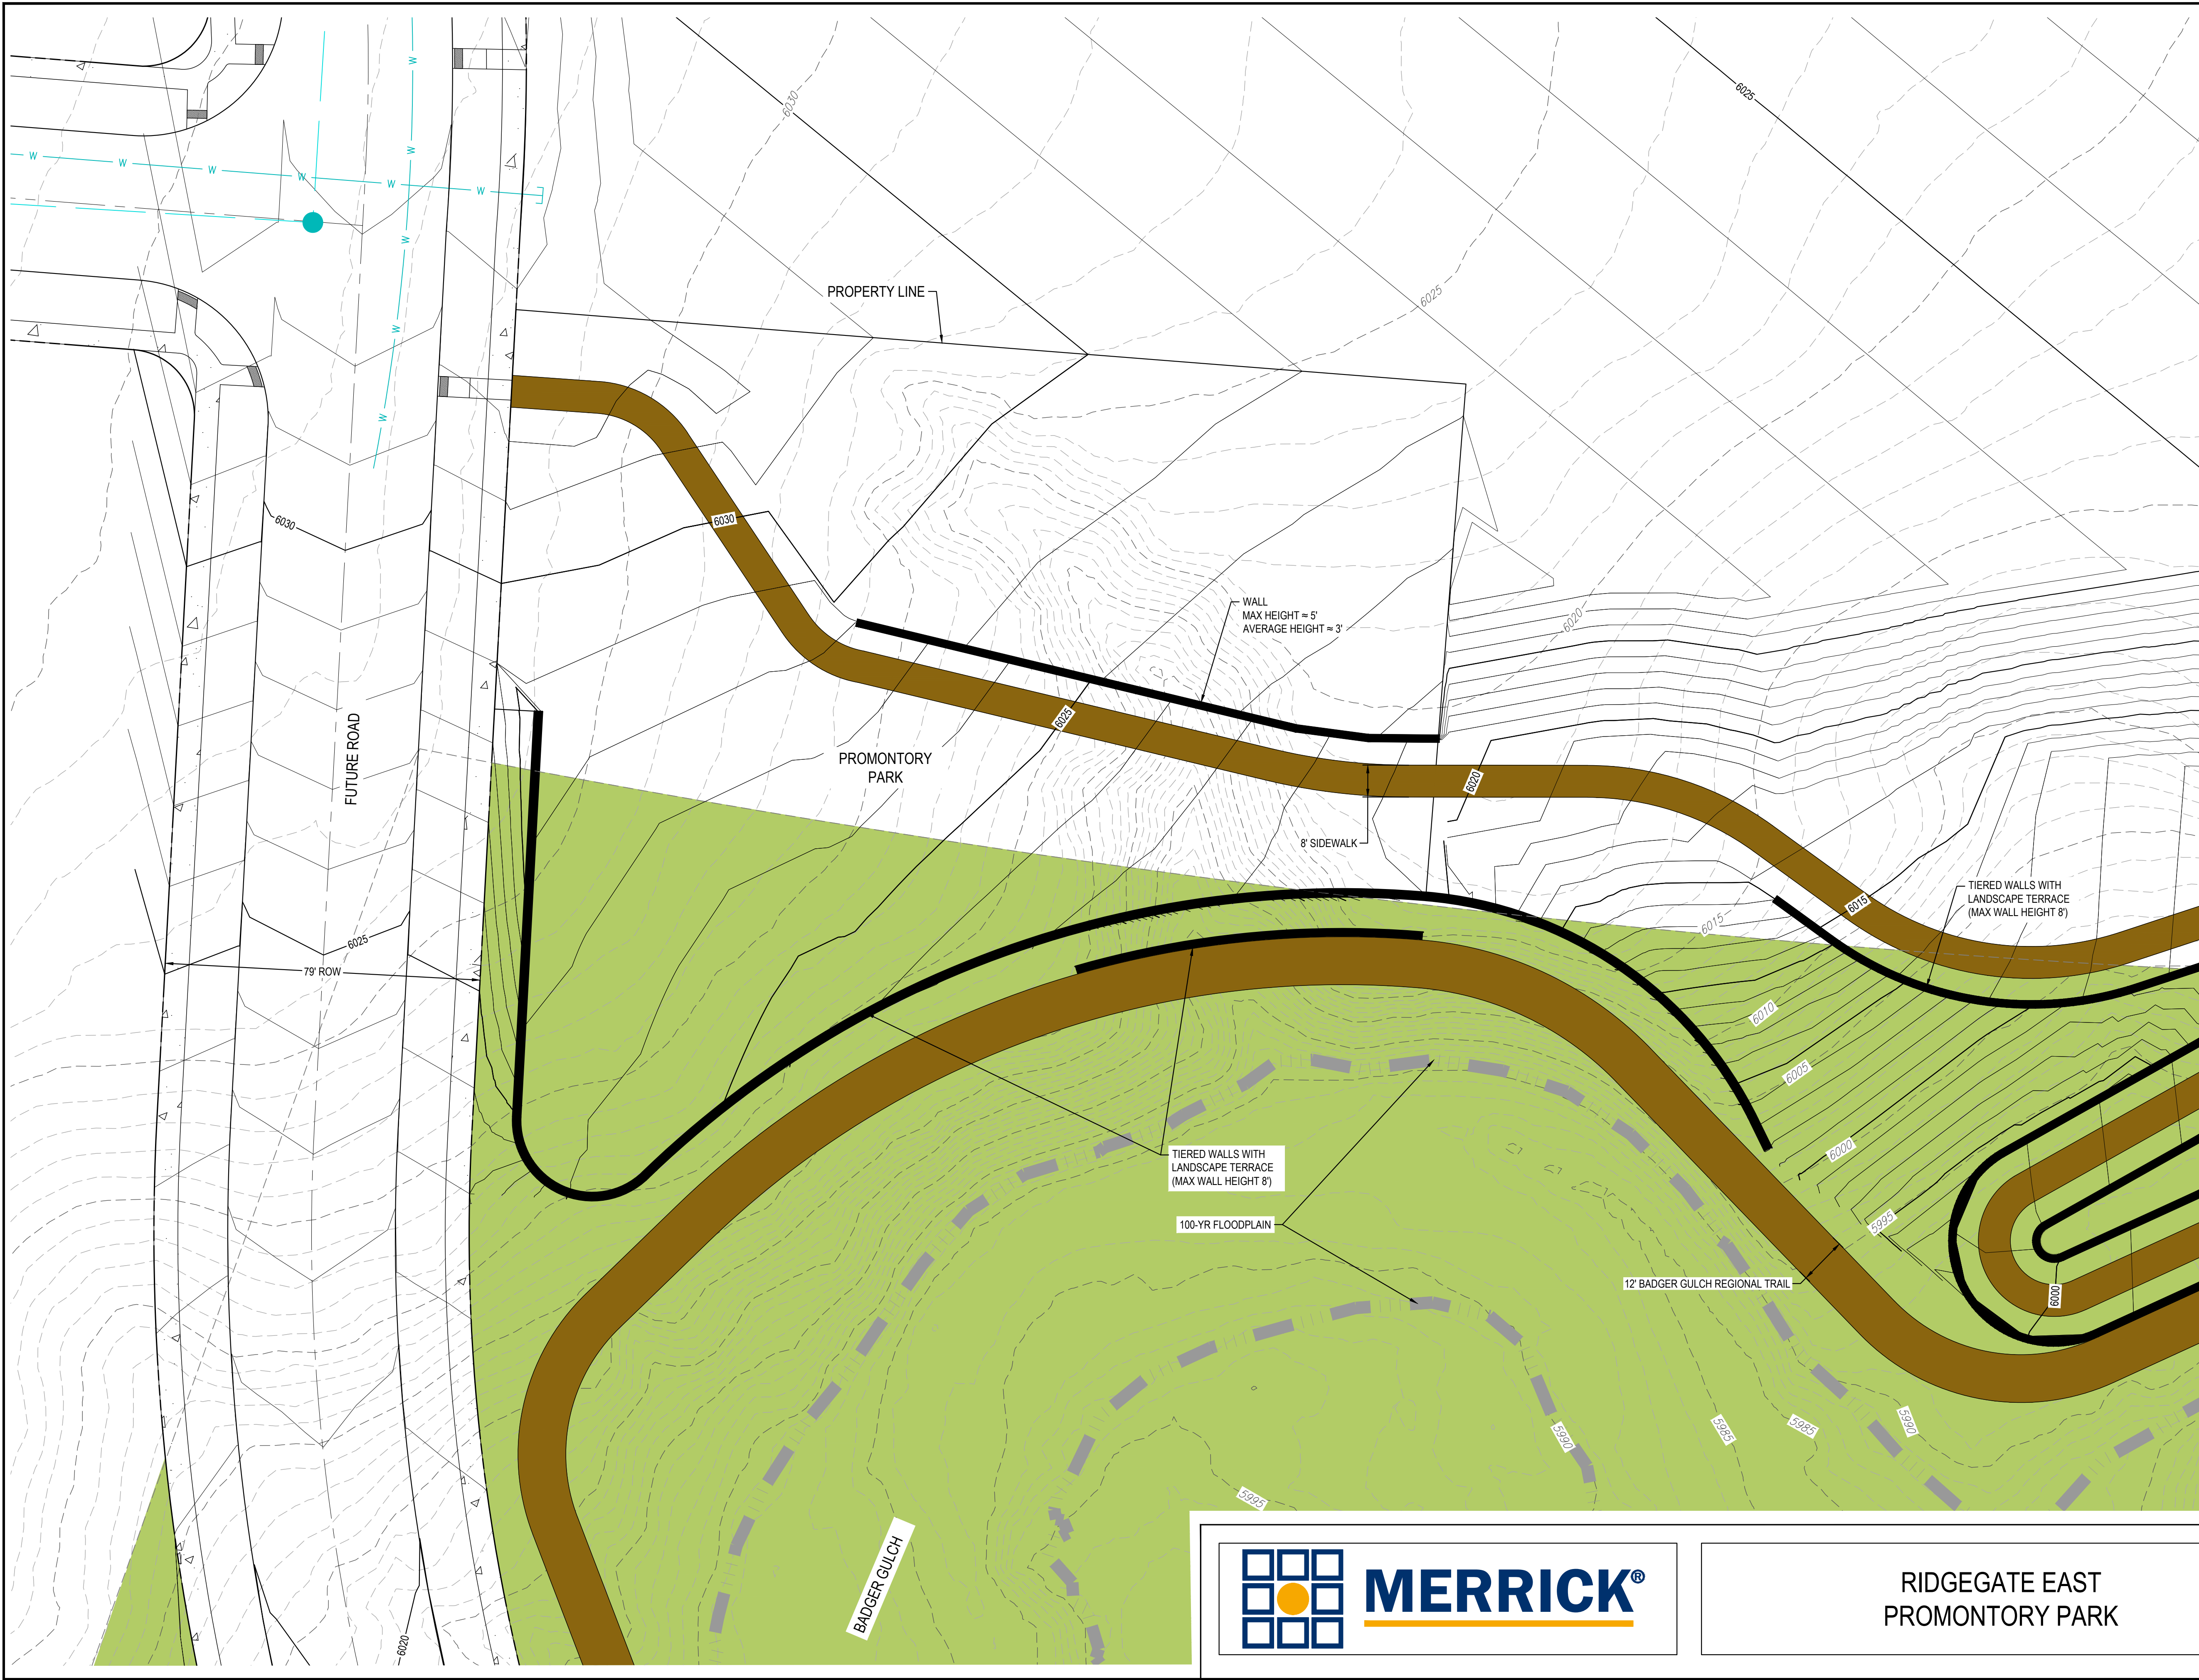 6030
6025
W W W W W W
W
W
W
W
W
PROPERTY LINE
6025
6030
6030
WALL
MAX HEIGHT ≈ 5'
AVERAGE HEIGHT ≈ 3'
6020
6025
FUTURE ROAD
PROMONTORY
PARK
6020
8' SIDEWALK
TIERED WALLS WITH
LANDSCAPE TERRACE
(MAX WALL HEIGHT 8')
6015
6015
6025
79' ROW
6010
6005
6000
TIERED WALLS WITH
LANDSCAPE TERRACE
(MAX WALL HEIGHT 8')
100-YR FLOODPLAIN
5995
12' BADGER GULCH REGIONAL TRAIL
6000
5990
5985
5985
5990
5995
BADGER GULCH
6020
MERRICK®
RIDGEGATE EAST
PROMONTORY PARK